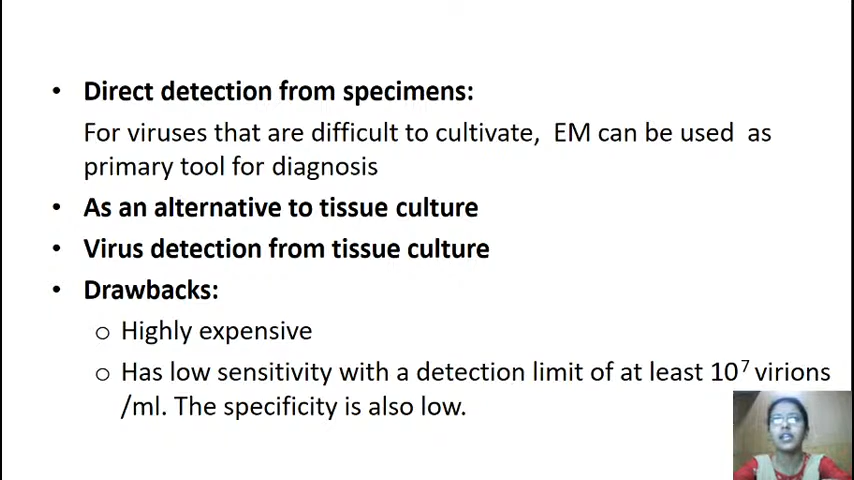 • Direct detection from specimens:
For viruses that are difficult to cultivate, EM can be used as
primary tool for diagnosis
• As an alternative to tissue culture
• Virus detection from tissue culture
• Drawbacks:
o Highly expensive
o Has low sensitivity with a detection limit of at least 10⁷ virions
/ml. The specificity is also low.